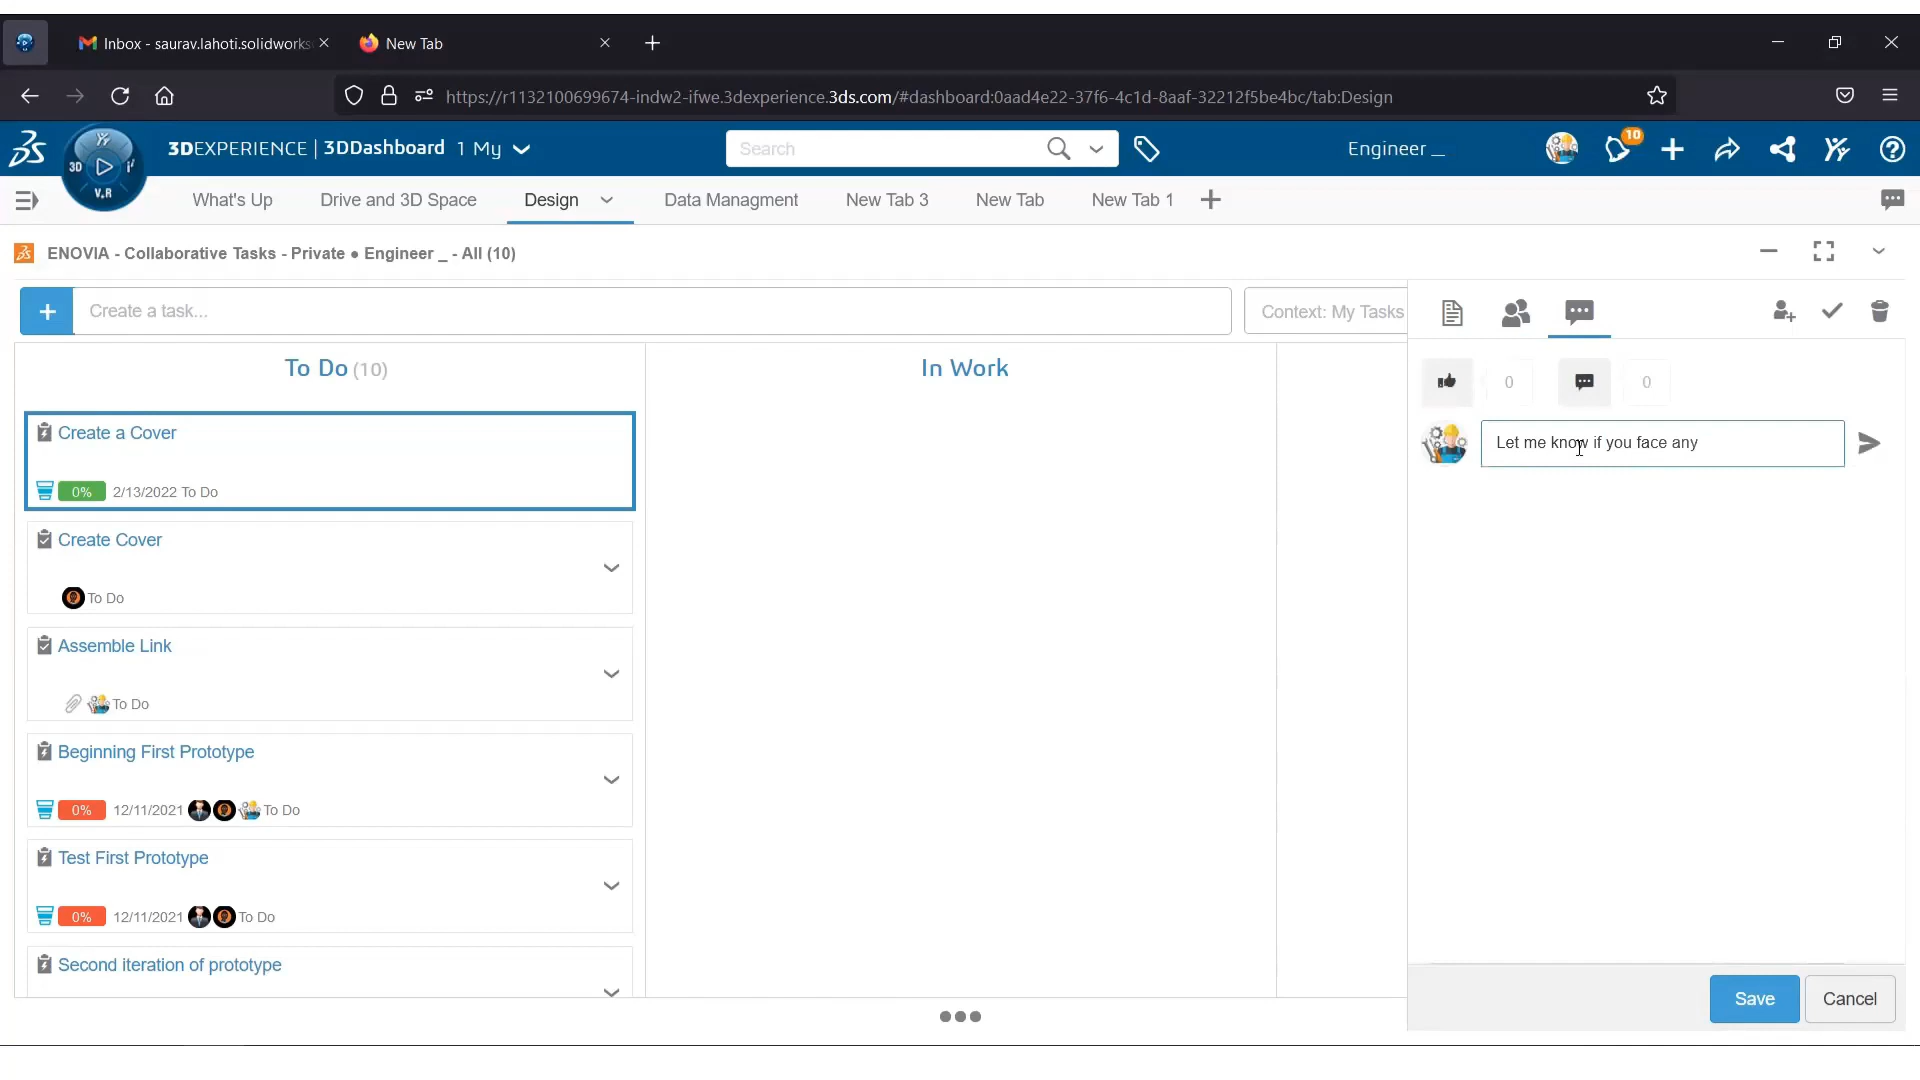 Inbox - saurav.lahoti.solidworks
New Tab
https://r1132100699674-indw2-ifwe.3dexperience.3ds.com/#dashboard:0aad4e22-37f6-4c1d-8aaf-32212f5be4bc/tab:Design
3D
V,R
3DEXPERIENCE | 3DDashboard 1 My
Search
Engineer _
10
What's Up
Drive and 3D Space
Design
Data Managment
New Tab 3
New Tab
New Tab 1
ENOVIA - Collaborative Tasks - Private ● Engineer _ - All (10)
Create a task...
Context: My Tasks
To Do (10)
In Work
0
0
Let me know if you face any
Create a Cover
0% 2/13/2022 To Do
Create Cover
To Do
Assemble Link
To Do
Beginning First Prototype
0% 12/11/2021 To Do
Test First Prototype
0% 12/11/2021 To Do
Second iteration of prototype
Save
Cancel